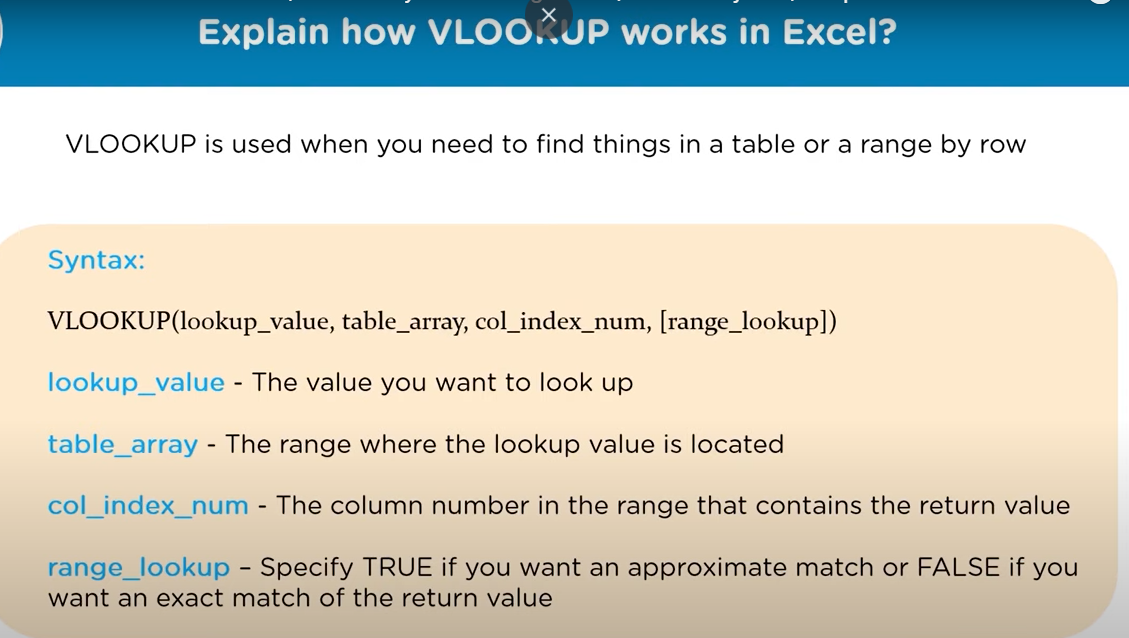 Explain how VLOOKUP works in Excel?
VLOOKUP is used when you need to find things in a table or a range by row
Syntax:
VLOOKUP(lookup_value, table_array, col_index_num, [range_lookup])
lookup_value - The value you want to look up
table_array - The range where the lookup value is located
col_index_num - The column number in the range that contains the return value
range_lookup – Specify TRUE if you want an approximate match or FALSE if you
want an exact match of the return value